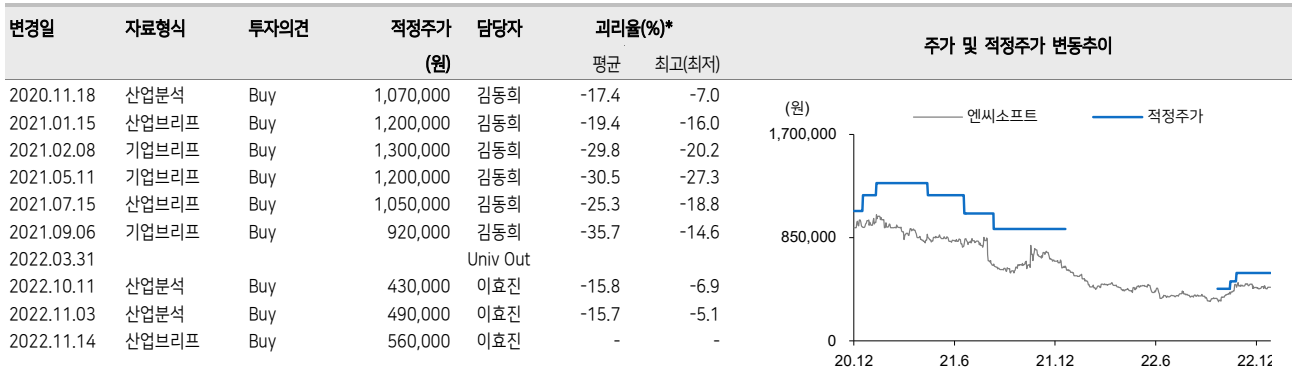 변경일 자료형식 투자의견 적정주가 담당자 괴리율(%)* 주가 및 적정주가 변동추이
(원) 평균 최고(최저)
2020.11.18 산업분석 Buy 1,070,000 김동희 -17.4 -7.0
2021.01.15 산업브리프 Buy 1,200,000 김동희 -19.4 -16.0
2021.02.08 기업브리프 Buy 1,300,000 김동희 -29.8 -20.2
2021.05.11 기업브리프 Buy 1,200,000 김동희 -30.5 -27.3
2021.07.15 산업브리프 Buy 1,050,000 김동희 -25.3 -18.8
2021.09.06 기업브리프 Buy 920,000 김동희 -35.7 -14.6
2022.03.31 Univ Out
2022.10.11 산업분석 Buy 430,000 이효진 -15.8 -6.9
2022.11.03 산업분석 Buy 490,000 이효진 -15.7 -5.1
2022.11.14 산업브리프 Buy 560,000 이효진 - -
(원)
엔씨소프트 적정주가
1,700,000
850,000
0
20.12 21.6 21.12 22.6 22.12